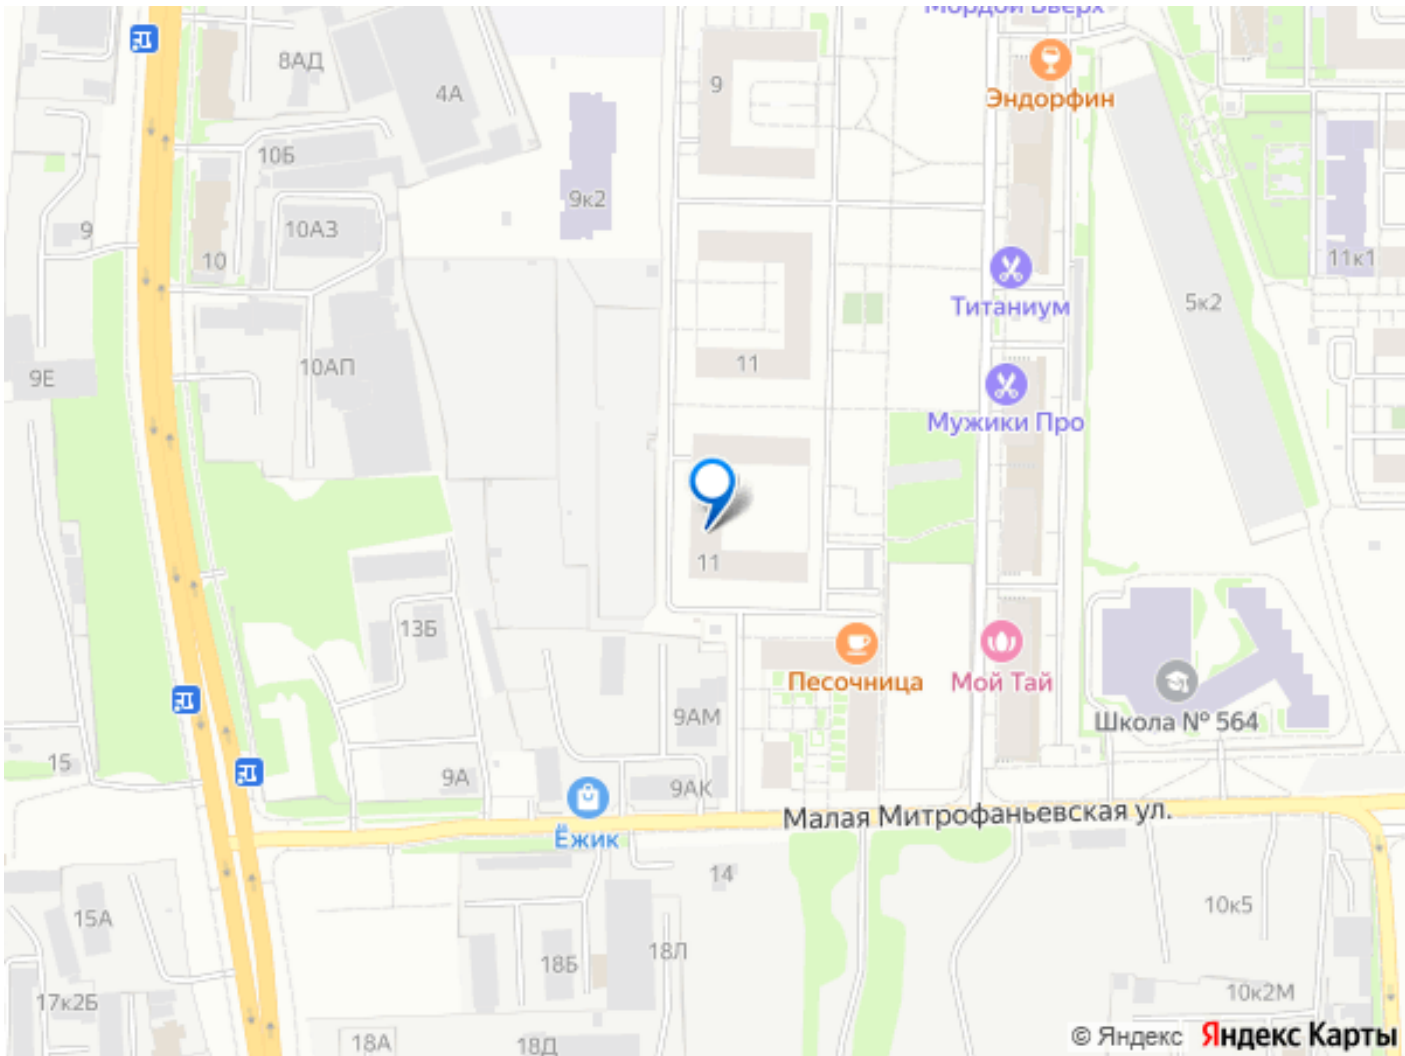 Мордой Вверх
8АД
4А
9
Эндорфин
10Б
9к2
10А3
9
10
11к1
5к2
Титаниум
10АП
11
9Е
Мужики Про
11
13Б
Песочница
Мой Тай
9АМ
Школа № 564
15
9А
9АК
Малая Митрофаньевская ул.
Ёжик
14
15А
10к5
18Л
18Б
17к2Б
10к2М
18А
18Д
© Яндекс Яндекс Карты